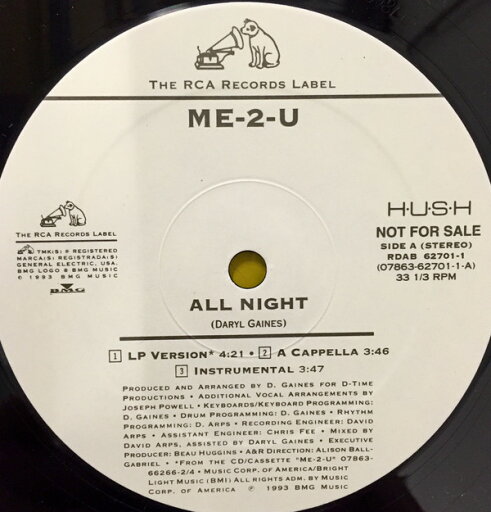 THE RCA RECORDS LABEL
ME-2-U
THE RCA RECORDS LABEL
TMK(S) ® REGISTERED
MARCA(S) REGISTRADA(S)
GENERAL ELECTRIC, USA.
BMG LOGO ® BMG MUSIC
© 1993 BMG MUSIC
BMG
H·U·S·H
NOT FOR SALE
SIDE A (STEREO)
RDAB 62701-1
(07863-62701-1-A)
33 1/3 RPM
ALL NIGHT
(DARYL GAINES)
1 LP VERSION* 4:21 • 2 A CAPPELLA 3:46
3 INSTRUMENTAL 3:47
PRODUCED AND ARRANGED BY D. GAINES FOR D-TIME
PRODUCTIONS • ADDITIONAL VOCAL ARRANGEMENTS BY
JOSEPH POWELL • KEYBOARDS/KEYBOARD PROGRAMMING:
D. GAINES • DRUM PROGRAMMING: D. GAINES • RHYTHM
PROGRAMMING: D. ARPS • RECORDING ENGINEER: DAVID
ARPS • ASSISTANT ENGINEER: CHRIS FEE • MIXED BY
DAVID ARPS, ASSISTED BY DARYL GAINES • EXECUTIVE
PRODUCER: BEAU HUGGINS • A&R DIRECTION: ALISON BALL-
GABRIEL • *FROM THE CD/CASSETTE "ME-2-U" 07863-
66266-2/4 • MUSIC CORP. OF AMERICA/BRIGHT
LIGHT MUSIC (BMI) ALL RIGHTS ADM. BY MUSIC
CORP. OF AMERICA ℗ 1993 BMG MUSIC